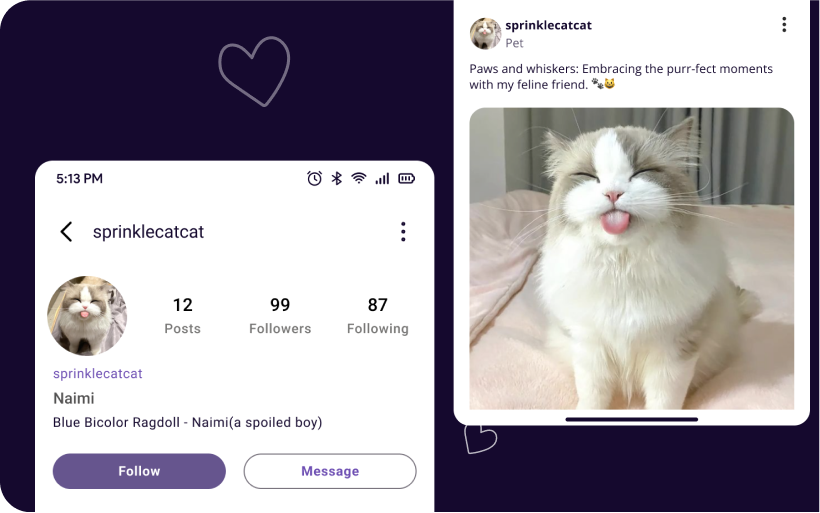 sprinklecatcat
Pet
Paws and whiskers: Embracing the purr-fect moments
with my feline friend. 🐾😺
5:13 PM
sprinklecatcat
12
Posts
99
Followers
87
Following
sprinklecatcat
Naimi
Blue Bicolor Ragdoll - Naimi(a spoiled boy)
Follow
Message